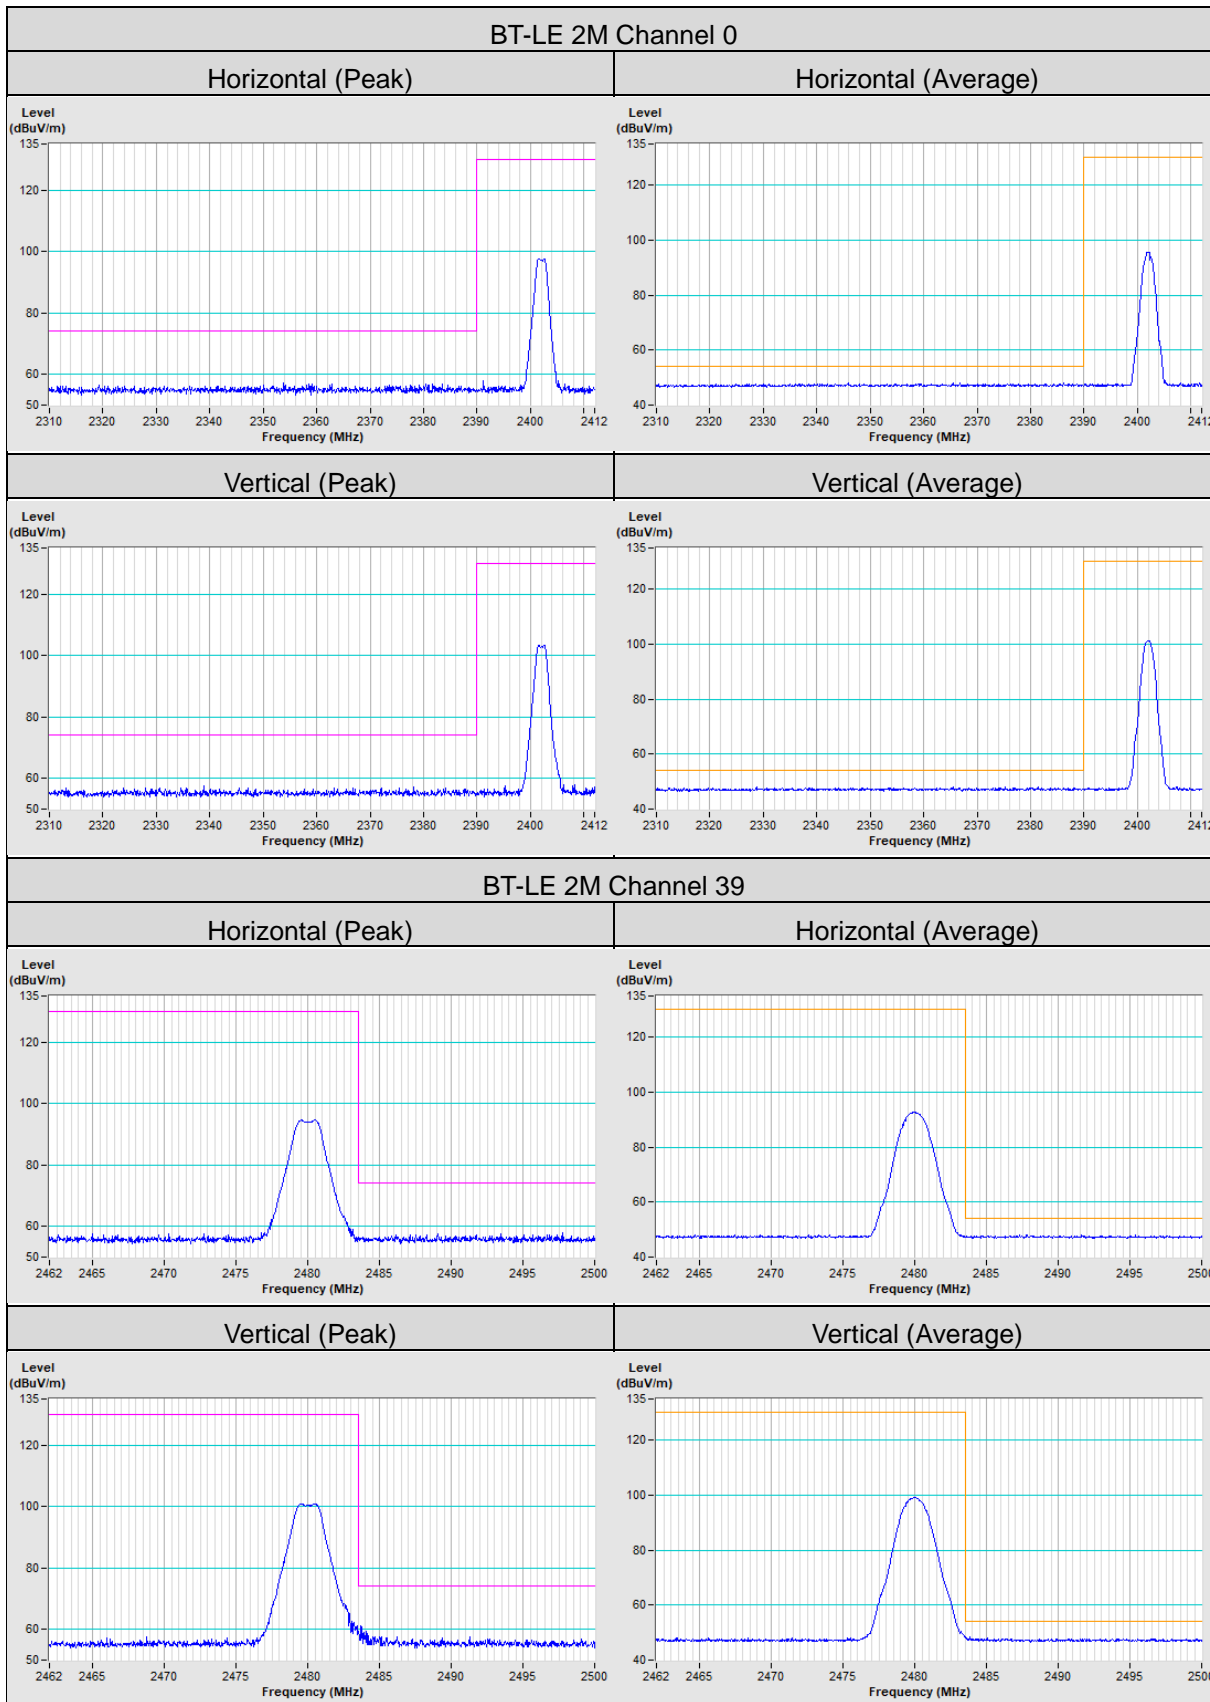 BT-LE 2M Channel 0
Horizontal (Peak) Horizontal (Average)
Level
(dBuV/m)
135
120
100
80
60
50
2310 2320 2330 2340 2350 2360 2370 2380 2390 2400 2412
Frequency (MHz)
Level
(dBuV/m)
135
120
100
80
60
40
2310 2320 2330 2340 2350 2360 2370 2380 2390 2400 2412
Frequency (MHz)
Vertical (Peak) Vertical (Average)
Level
(dBuV/m)
135
120
100
80
60
50
2310 2320 2330 2340 2350 2360 2370 2380 2390 2400 2412
Frequency (MHz)
Level
(dBuV/m)
135
120
100
80
60
40
2310 2320 2330 2340 2350 2360 2370 2380 2390 2400 2412
Frequency (MHz)
BT-LE 2M Channel 39
Horizontal (Peak) Horizontal (Average)
Level
(dBuV/m)
135
120
100
80
60
50
2462 2465 2470 2475 2480 2485 2490 2495 2500
Frequency (MHz)
Level
(dBuV/m)
135
120
100
80
60
40
2462 2465 2470 2475 2480 2485 2490 2495 2500
Frequency (MHz)
Vertical (Peak) Vertical (Average)
Level
(dBuV/m)
135
120
100
80
60
50
2462 2465 2470 2475 2480 2485 2490 2495 2500
Frequency (MHz)
Level
(dBuV/m)
135
120
100
80
60
40
2462 2465 2470 2475 2480 2485 2490 2495 2500
Frequency (MHz)